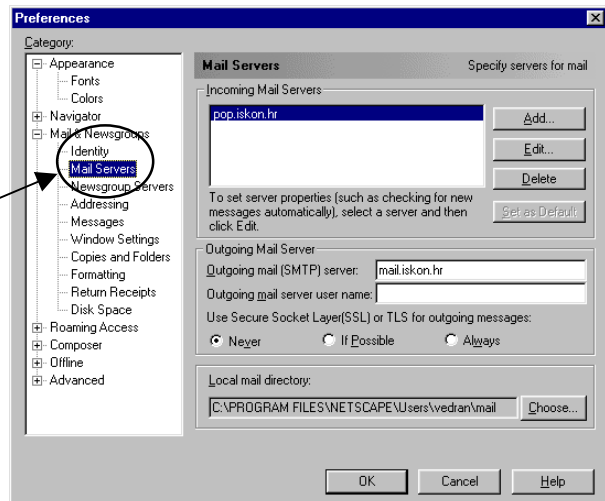 Preferences
Category:
Appearance
Fonts
Colors
Navigator
Mail & Newsgroups
Identity
Mail Servers
Newsgroup Servers
Addressing
Messages
Window Settings
Copies and Folders
Formatting
Return Receipts
Disk Space
Roaming Access
Composer
Offline
Advanced
Mail Servers
Specify servers for mail
Incoming Mail Servers
pop.iskon.hr
Add...
Edit...
Delete
Set as Default
To set server properties (such as checking for new
messages automatically), select a server and then
click Edit.
Outgoing Mail Server
Outgoing mail (SMTP) server: mail.iskon.hr
Outgoing mail server user name:
Use Secure Socket Layer(SSL) or TLS for outgoing messages:
Never If Possible Always
Local mail directory:
C:\PROGRAM FILES\NETSCAPE\Users\vedran\mail Choose...
OK Cancel Help